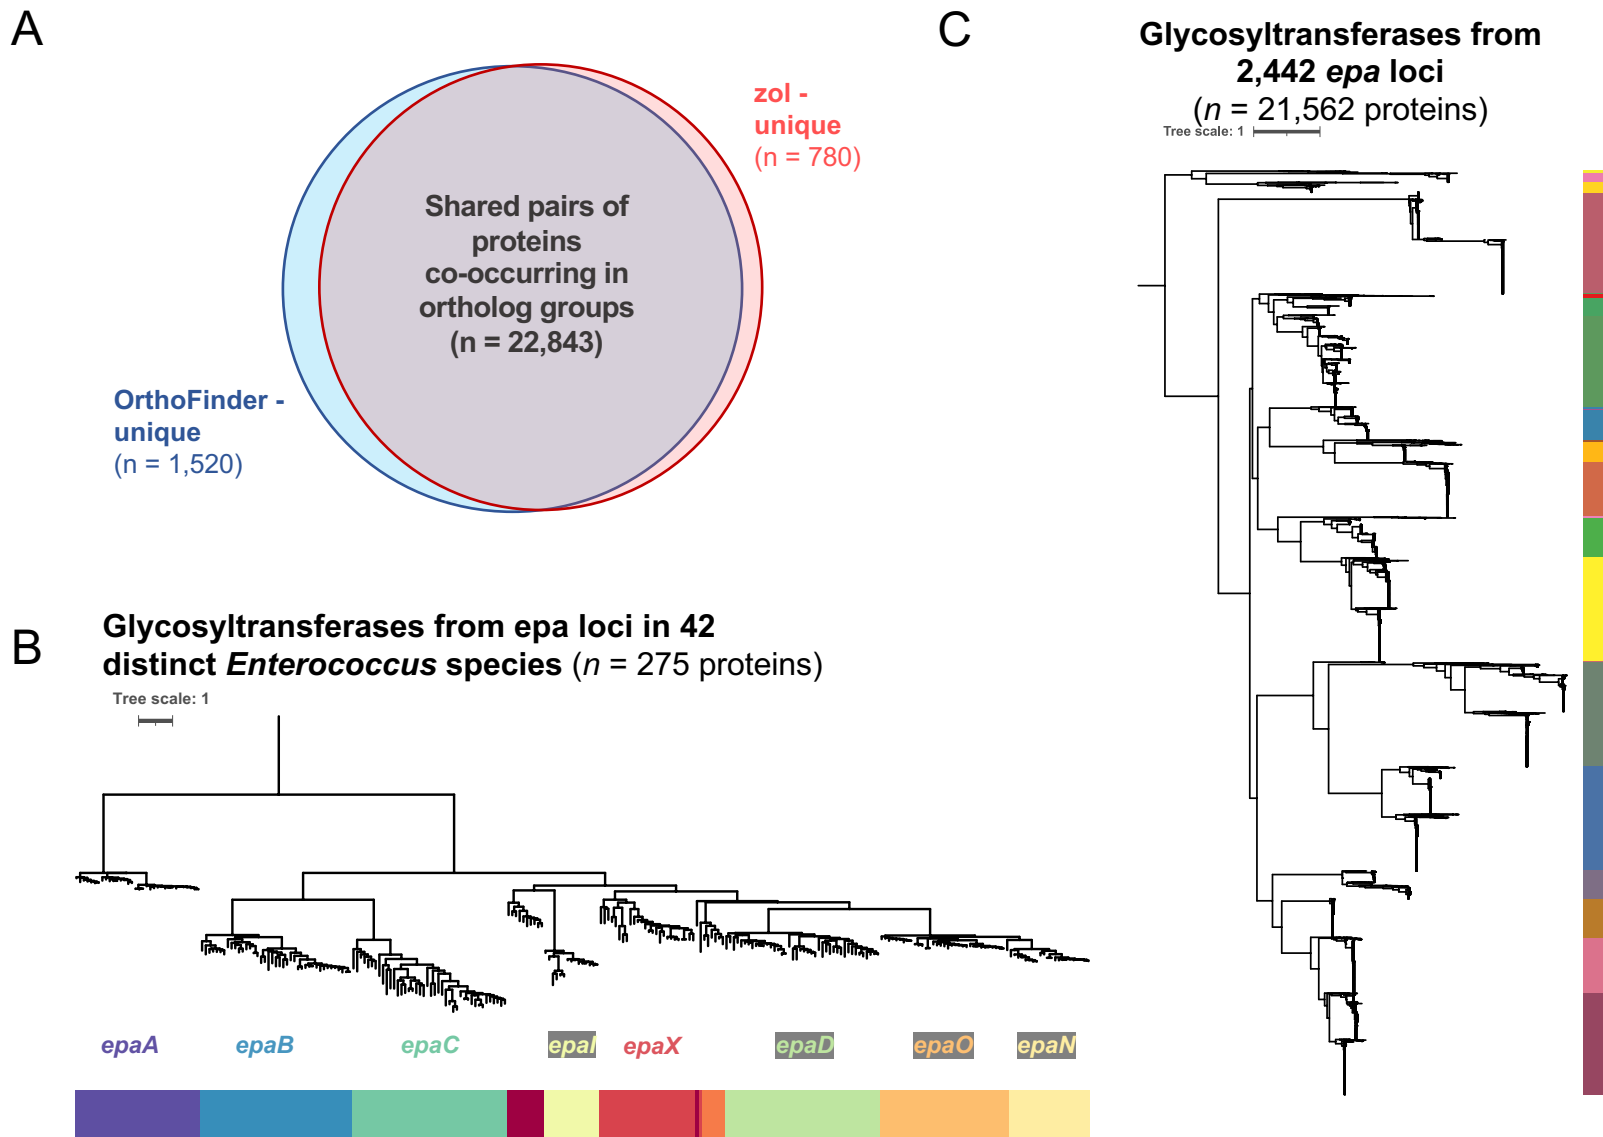 A
zol -
unique
(n = 780)
Shared pairs of
proteins
co-occurring in
ortholog groups
(n = 22,843)
OrthoFinder -
unique
(n = 1,520)
B
Glycosyltransferases from epa loci in 42
distinct Enterococcus species (n = 275 proteins)
Tree scale: 1
epaA
epaB
epaC
epaI
epaX
epaD
epaO
epaN
C
Glycosyltransferases from
2,442 epa loci
(n = 21,562 proteins)
Tree scale: 1